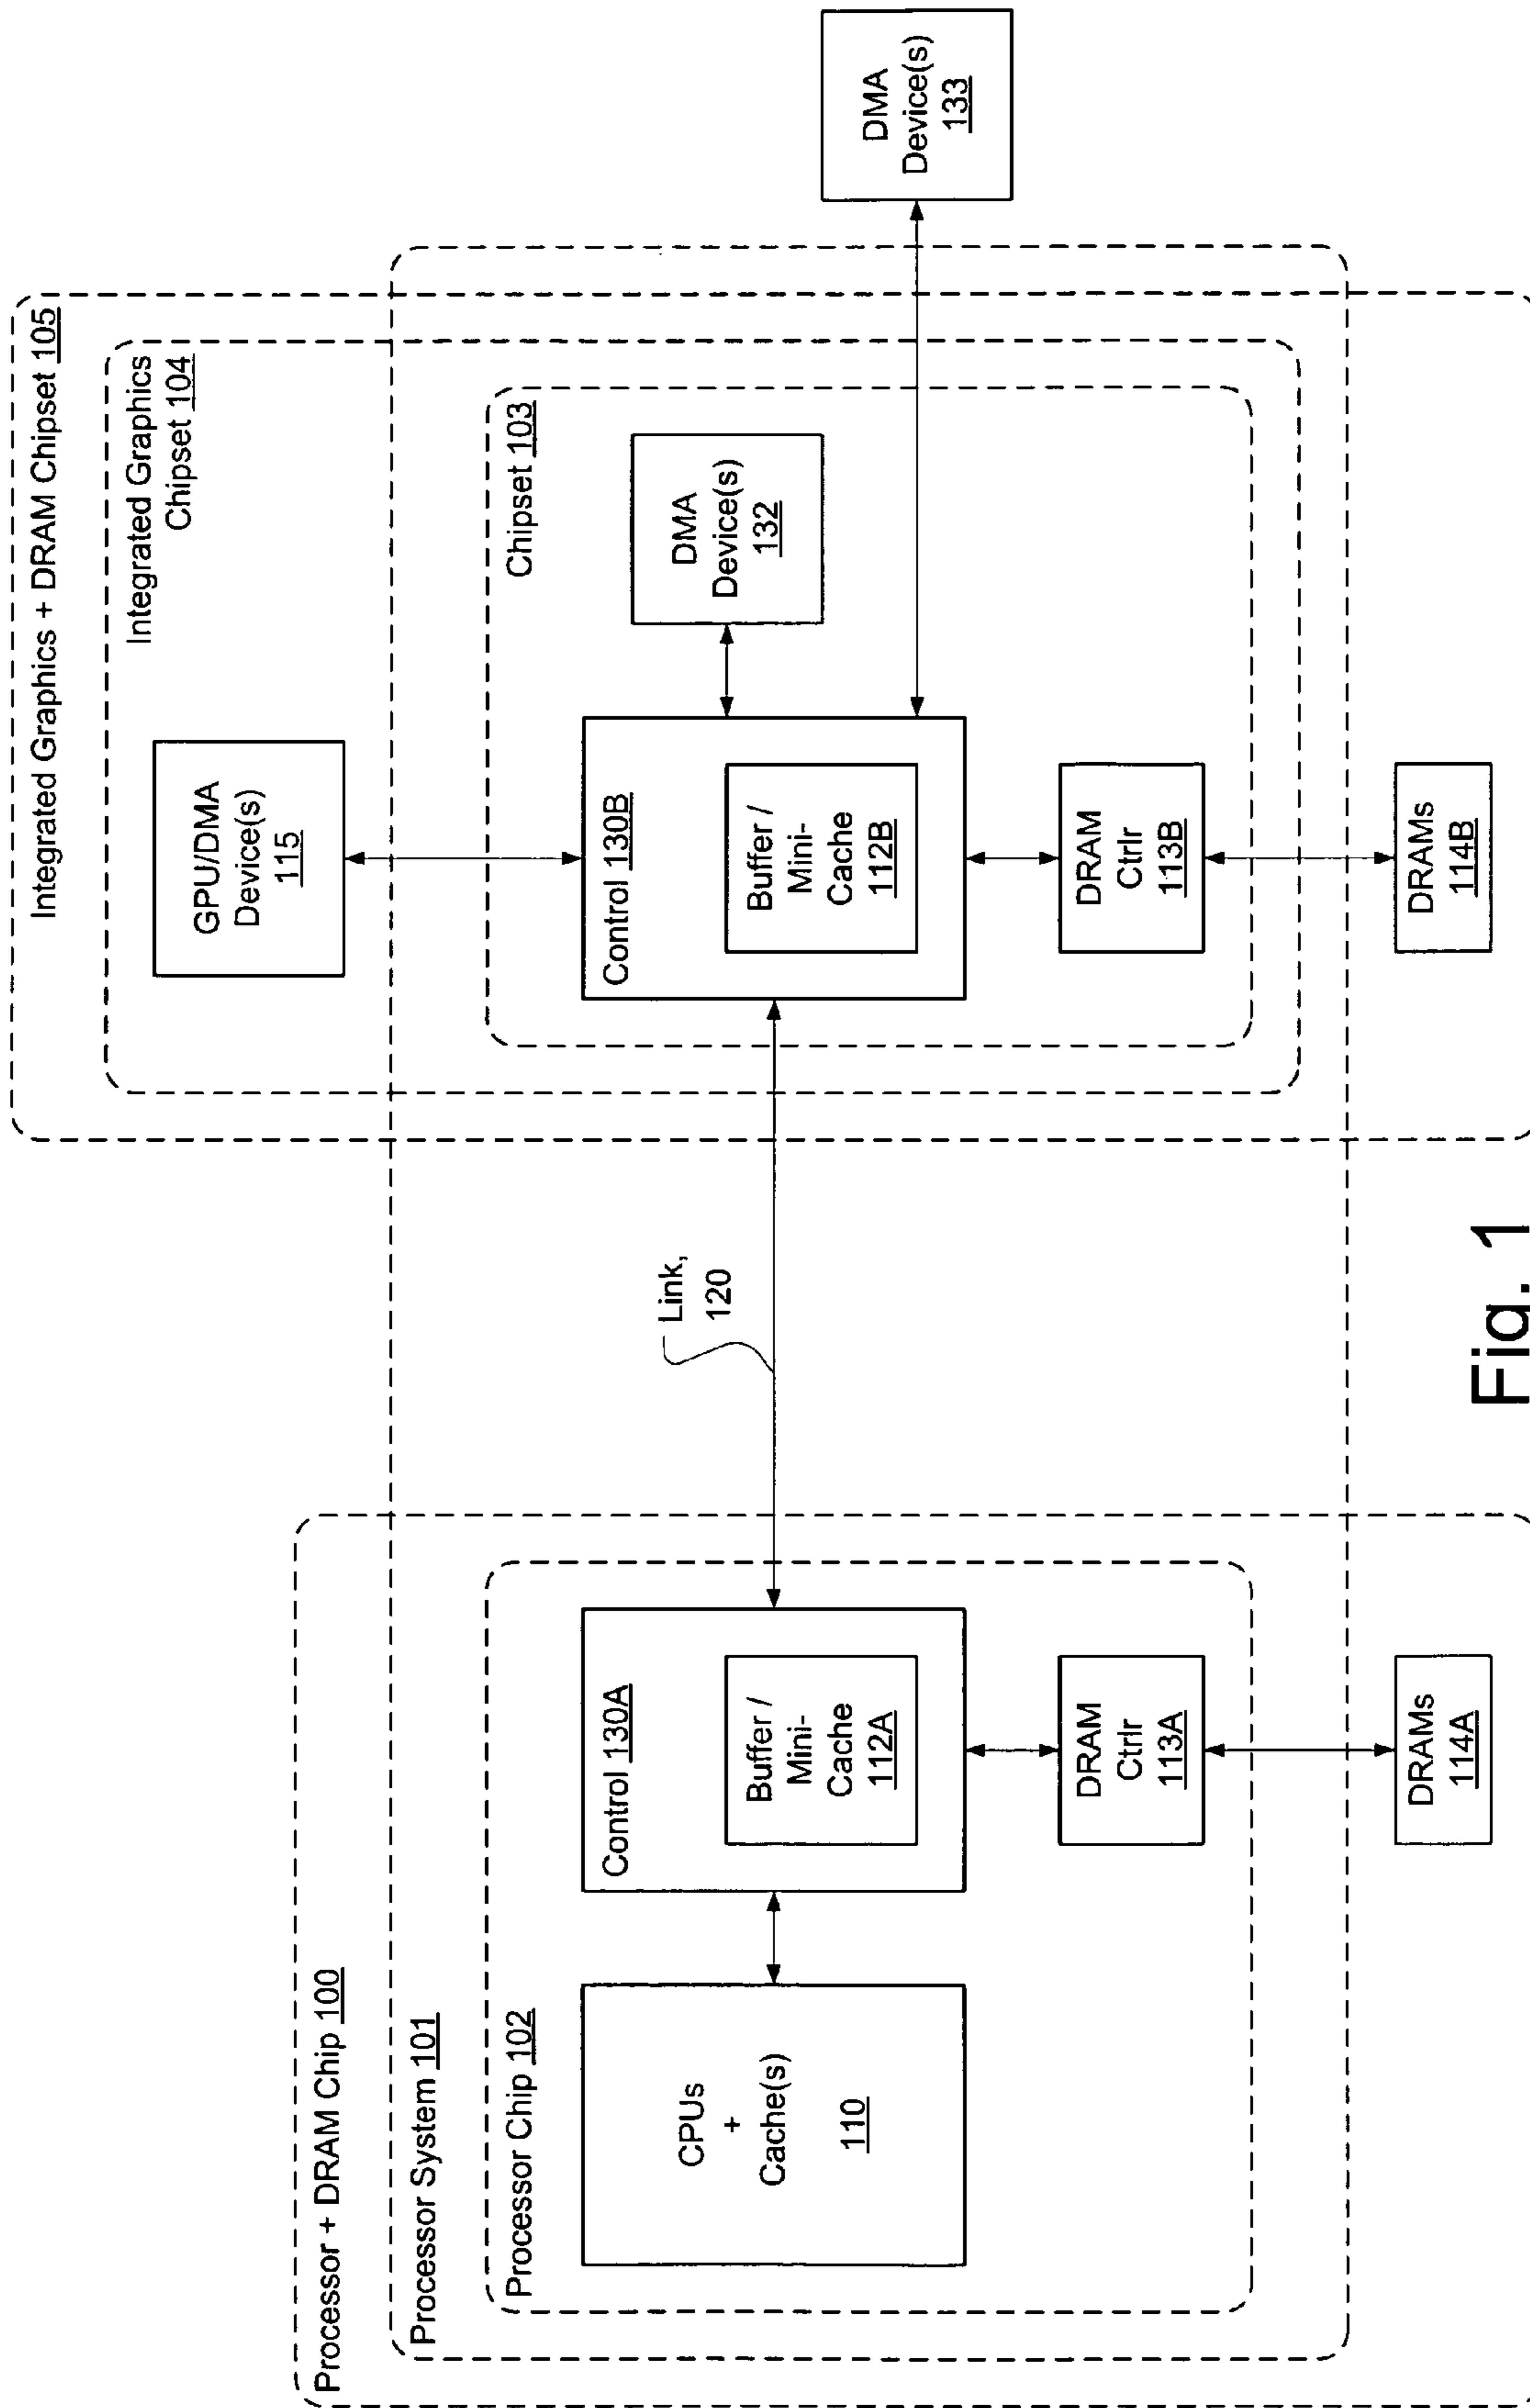 Processor + DRAM Chip 100
Processor System 101
Processor Chip 102
CPUs
+
Cache(s)
110
Control 130A
Buffer /
Mini-
Cache
112A
DRAM
Ctrlr
113A
DRAMs
114A
Link,
120
Integrated Graphics + DRAM Chipset 105
Integrated Graphics
Chipset 104
GPU/DMA
Device(s)
115
Chipset 103
Control 130B
Buffer /
Mini-
Cache
112B
DMA
Device(s)
132
DRAM
Ctrlr
113B
DRAMs
114B
DMA
Device(s)
133
Fig. 1